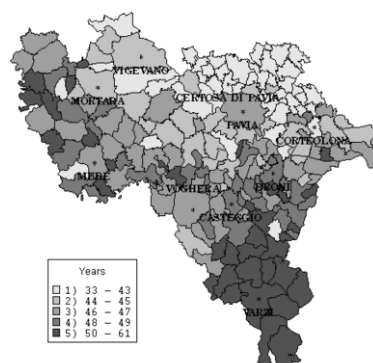 VIGEVANO
MORTARA
CERTOSA DI PAVIA
PAVIA
CORTEOLONA
MEDE
VOGHERA
BRONI
CASTEGGIO
VARZI
Years
1) 33 – 43
2) 44 – 45
3) 46 – 47
4) 48 – 49
5) 50 – 61